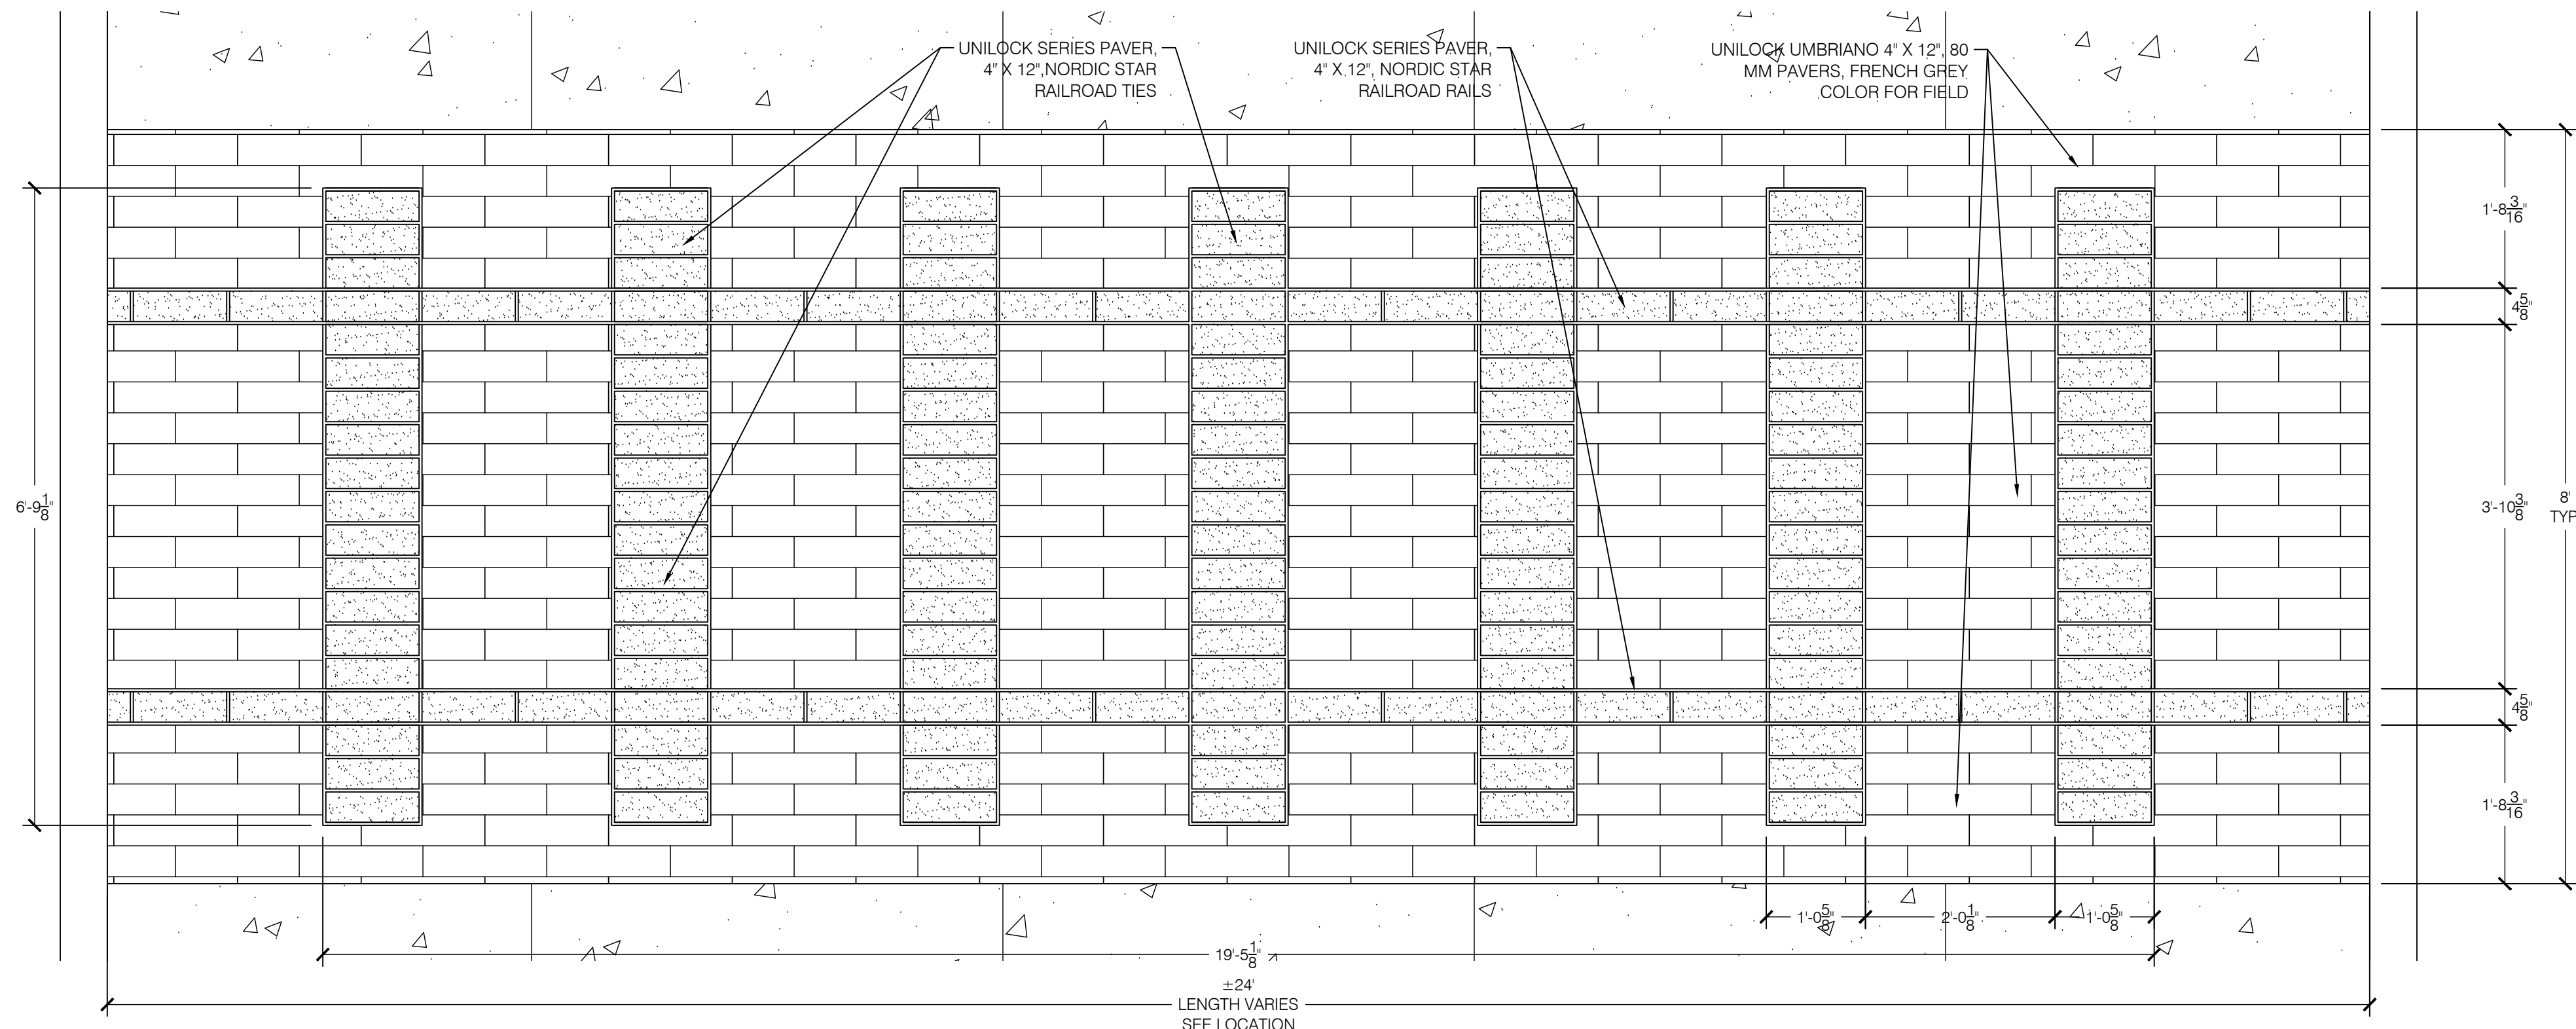 UNILOCK SERIES PAVER,
4" X 12",NORDIC STAR
RAILROAD TIES
UNILOCK SERIES PAVER,
4" X 12", NORDIC STAR
RAILROAD RAILS
UNILOCK UMBRIANO 4" X 12", 80
MM PAVERS, FRENCH GREY
COLOR FOR FIELD
6'-9 1/8"
1'-8 3/16"
4 5/8"
3'-10 3/8"
8'
TYP
4 5/8"
1'-8 3/16"
1'-0 5/8"
2'-0 1/8"
1'-0 5/8"
19'-5 1/8"
±24'
LENGTH VARIES
SEE LOCATION